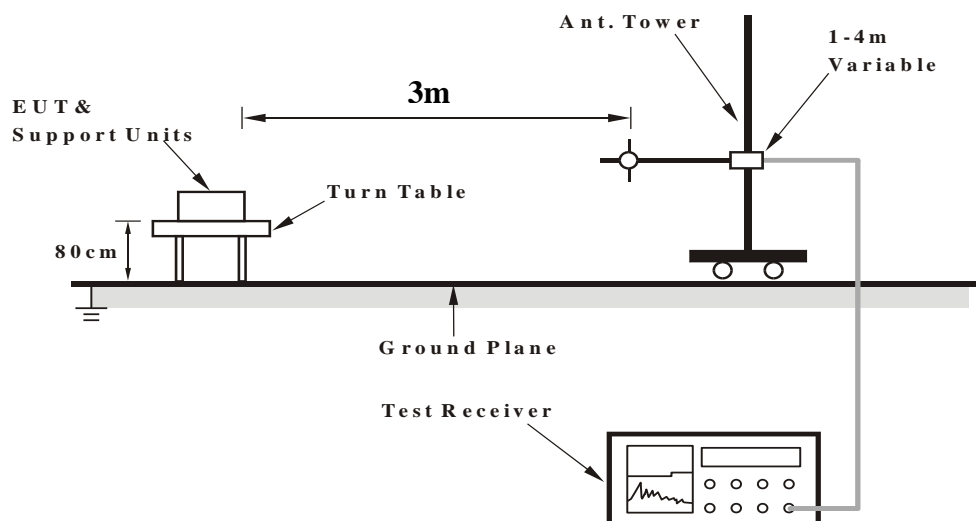 Ant. Tower
1-4m
Variable
3m
EUT &
Support Units
Turn Table
80cm
Ground Plane
Test Receiver